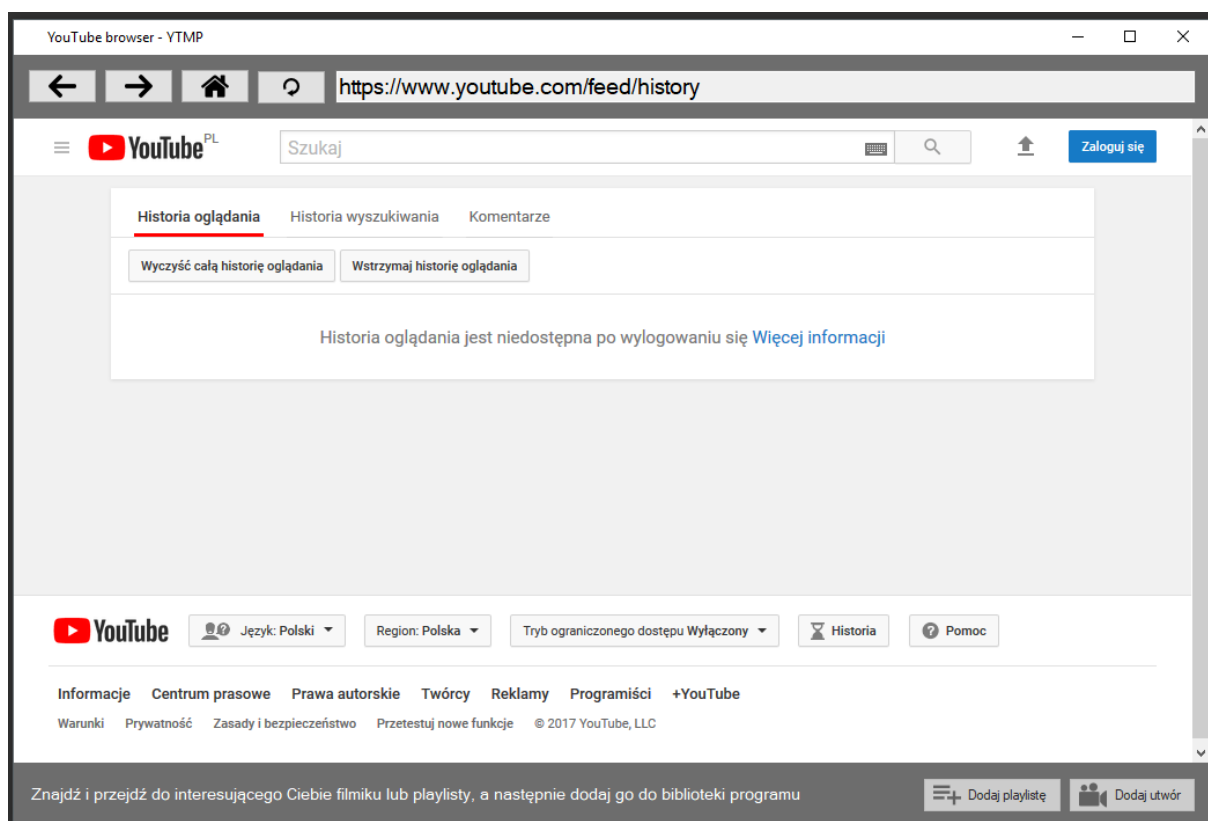 YouTube browser - YTMP
https://www.youtube.com/feed/history
YouTube PL Szukaj Zaloguj się
Historia oglądania Historia wyszukiwania Komentarze
Wyczyść całą historię oglądania Wstrzymaj historię oglądania
Historia oglądania jest niedostępna po wylogowaniu się Więcej informacji
YouTube Język: Polski Region: Polska Tryb ograniczonego dostępu Wyłączony Historia Pomoc
Informacje Centrum prasowe Prawa autorskie Twórcy Reklamy Programiści +YouTube
Warunki Prywatność Zasady i bezpieczeństwo Przetestuj nowe funkcje © 2017 YouTube, LLC
Znajdź i przejdź do interesującego Ciebie filmiku lub playlisty, a następnie dodaj go do biblioteki programu Dodaj playlistę Dodaj utwór